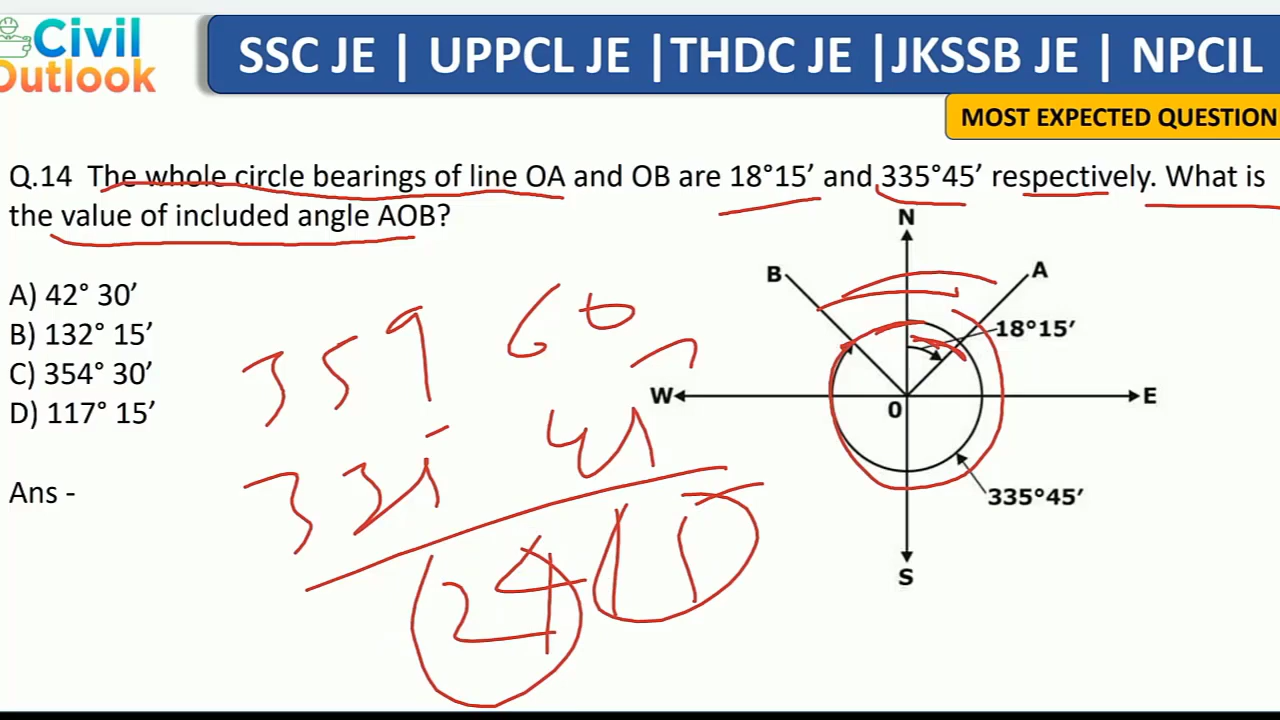 Civil
Outlook
SSC JE | UPPCL JE |THDC JE |JKSSB JE | NPCIL
MOST EXPECTED QUESTION
Q.14 The whole circle bearings of line OA and OB are 18°15′ and 335°45′ respectively. What is
the value of included angle AOB?
A) 42° 30′
B) 132° 15′
C) 354° 30′
D) 117° 15′
Ans -
N
B
A
18°15′
W
E
O
335°45′
S
359 60
335 45
24 15